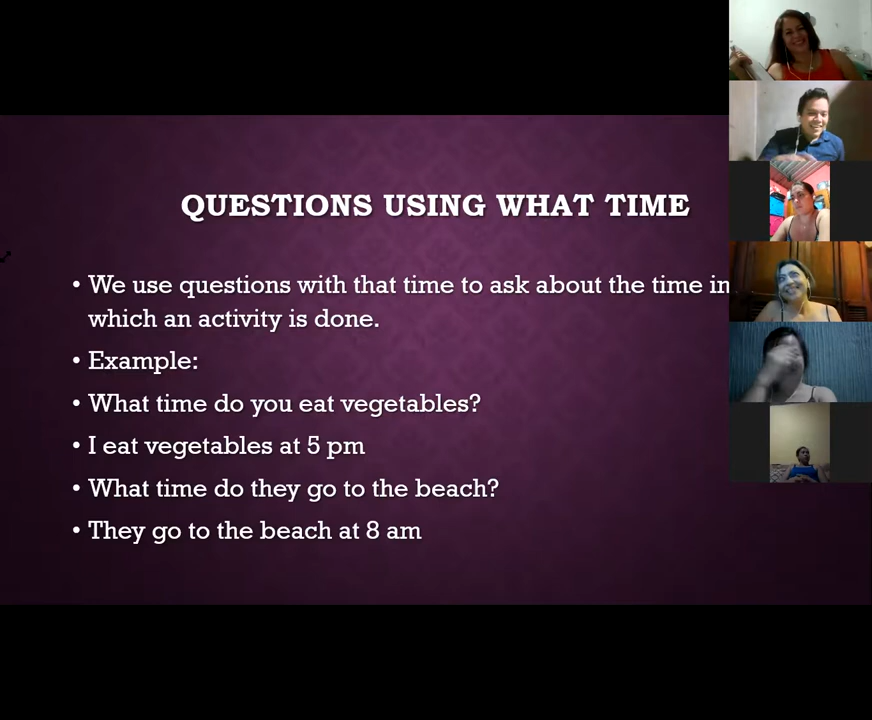 QUESTIONS USING WHAT TIME
• We use questions with that time to ask about the time in
which an activity is done.
• Example:
• What time do you eat vegetables?
• I eat vegetables at 5 pm
• What time do they go to the beach?
• They go to the beach at 8 am